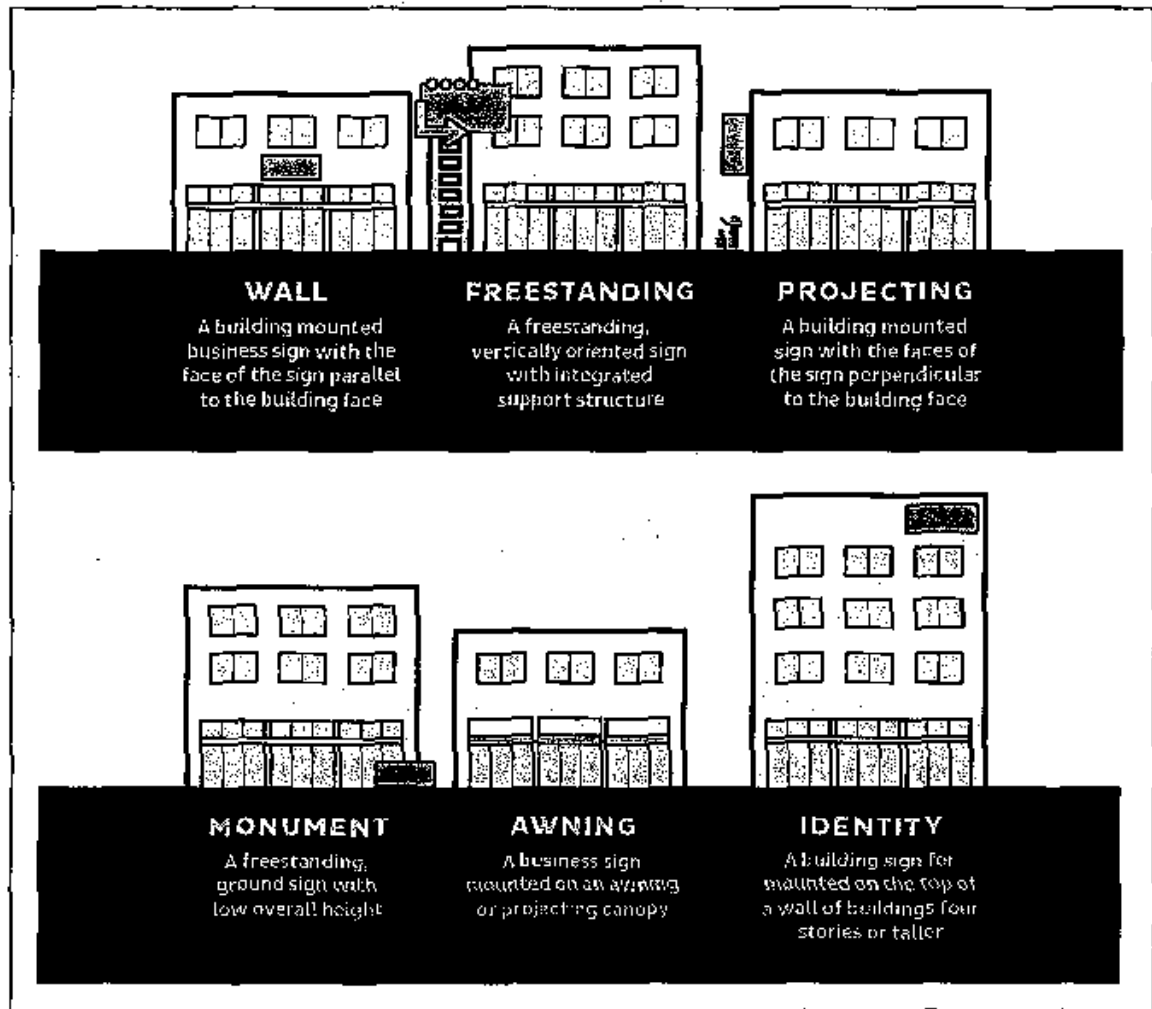 WALL
A building mounted
business sign with the
face of the sign parallel
to the building face
FREESTANDING
A freestanding,
vertically oriented sign
with integrated
support structure
PROJECTING
A building mounted
sign with the faces of
the sign perpendicular
to the building face
MONUMENT
A freestanding,
ground sign with
low overall height
AWNING
A business sign
mounted on an awning
or projecting canopy
IDENTITY
A building sign for
mounted on the top of
a wall of buildings four
stories or taller